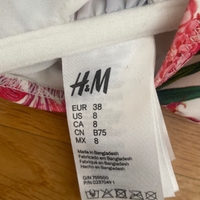 H&M
EUR 38
US 8
CA 8
CN B75
MX 8
Made in Bangladesh
Fabricado en Bangladesh
Fabriqué au Bangladesh